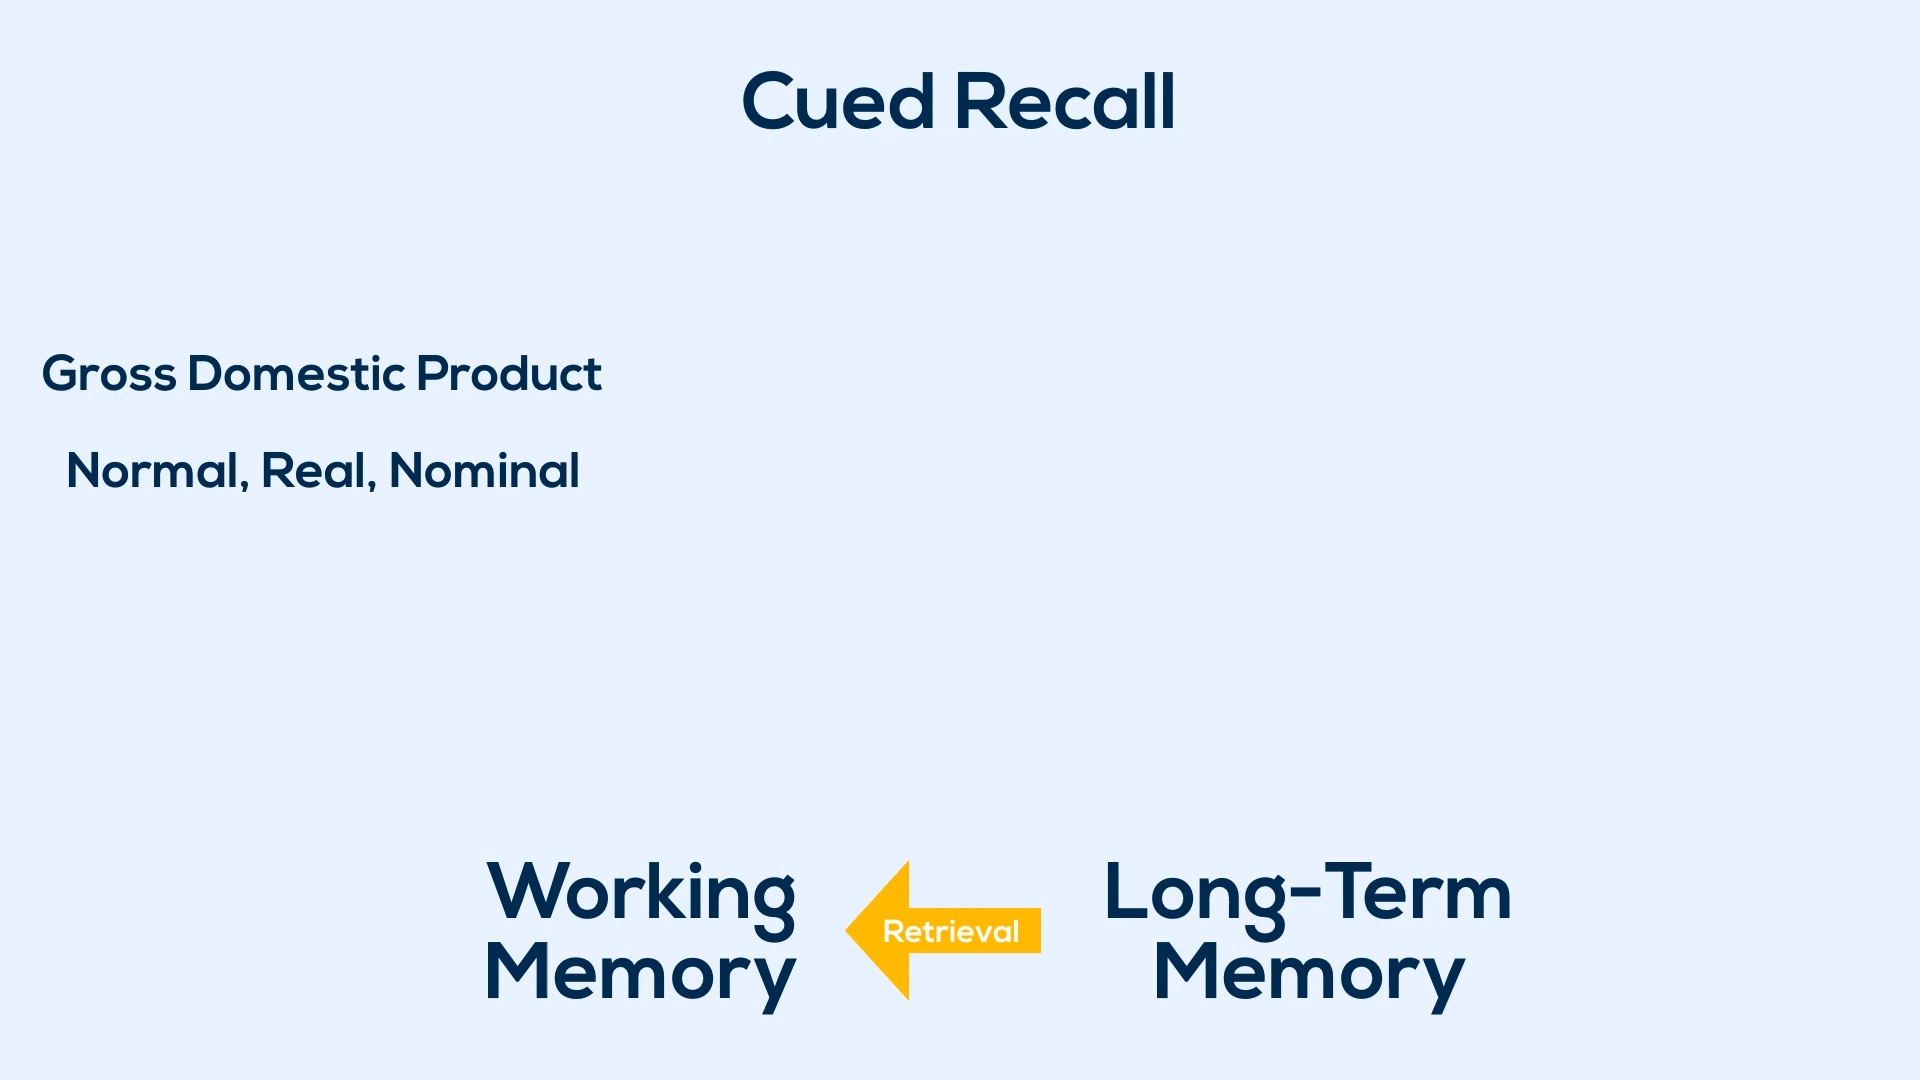 Cued Recall
Gross Domestic Product
Normal, Real, Nominal
Working
Memory
Retrieval
Long-Term
Memory